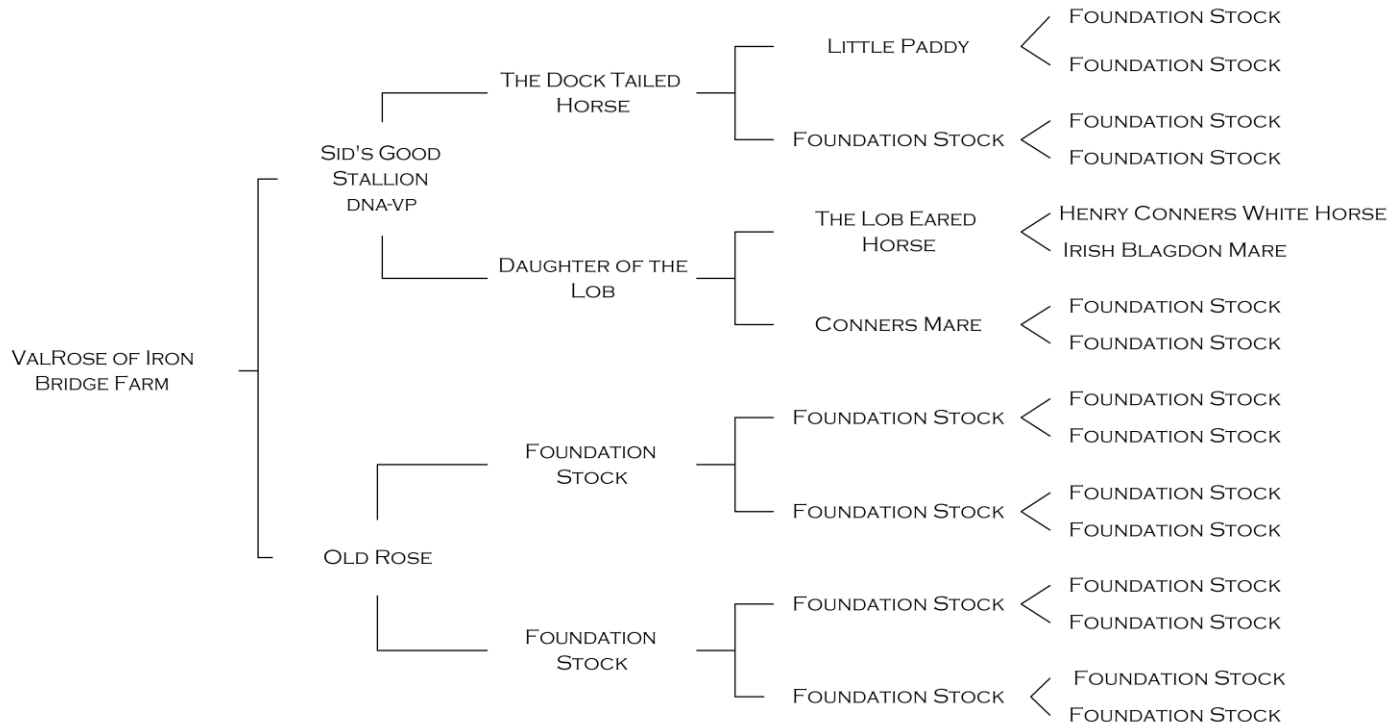 Foundation Stock
Little Paddy
Foundation Stock
The Dock Tailed
Horse
Foundation Stock
Foundation Stock
Foundation Stock
Sid's Good
Stallion
DNA-VP
Henry Conners White Horse
The Lob Eared
Horse
Irish Blagdon Mare
Daughter of the
Lob
Foundation Stock
Conners Mare
Foundation Stock
ValRose of Iron
Bridge Farm
Foundation Stock
Foundation Stock
Foundation Stock
Foundation
Stock
Foundation Stock
Foundation Stock
Foundation Stock
Old Rose
Foundation Stock
Foundation Stock
Foundation Stock
Foundation
Stock
Foundation Stock
Foundation Stock
Foundation Stock